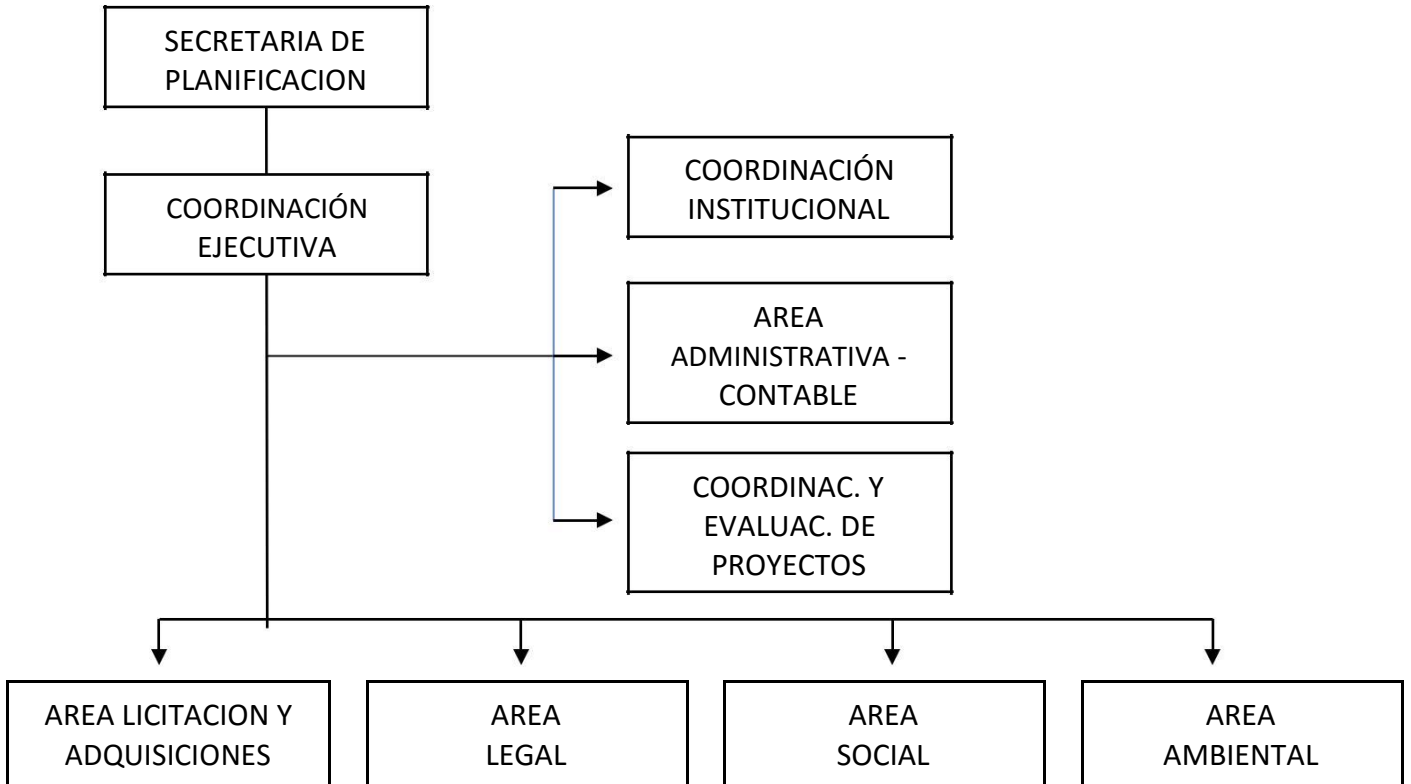 SECRETARIA DE
PLANIFICACION
COORDINACIÓN
EJECUTIVA
COORDINACIÓN
INSTITUCIONAL
AREA
ADMINISTRATIVA -
CONTABLE
COORDINAC. Y
EVALUAC. DE
PROYECTOS
AREA LICITACION Y
ADQUISICIONES
AREA
LEGAL
AREA
SOCIAL
AREA
AMBIENTAL